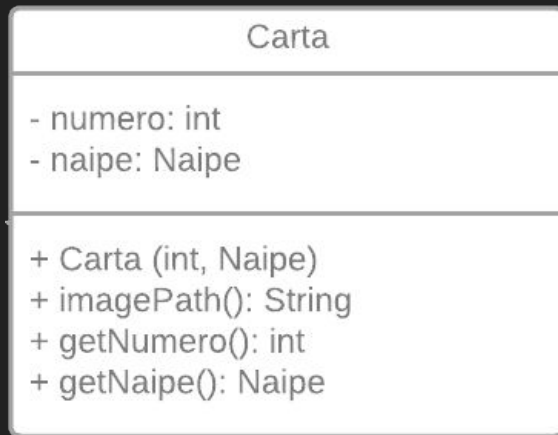 Carta
- numero: int
- naipe: Naipe
+ Carta (int, Naipe)
+ imagePath(): String
+ getNumero(): int
+ getNaipe(): Naipe